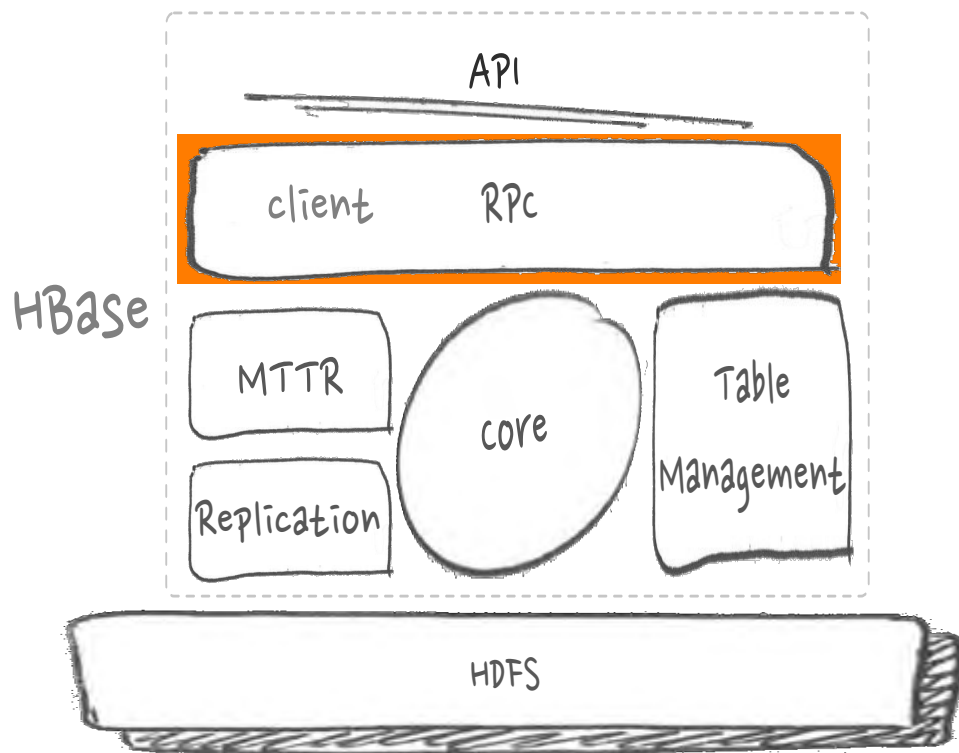 API
client RPC
HBase
MTTR
core
Table
Management
Replication
HDFS